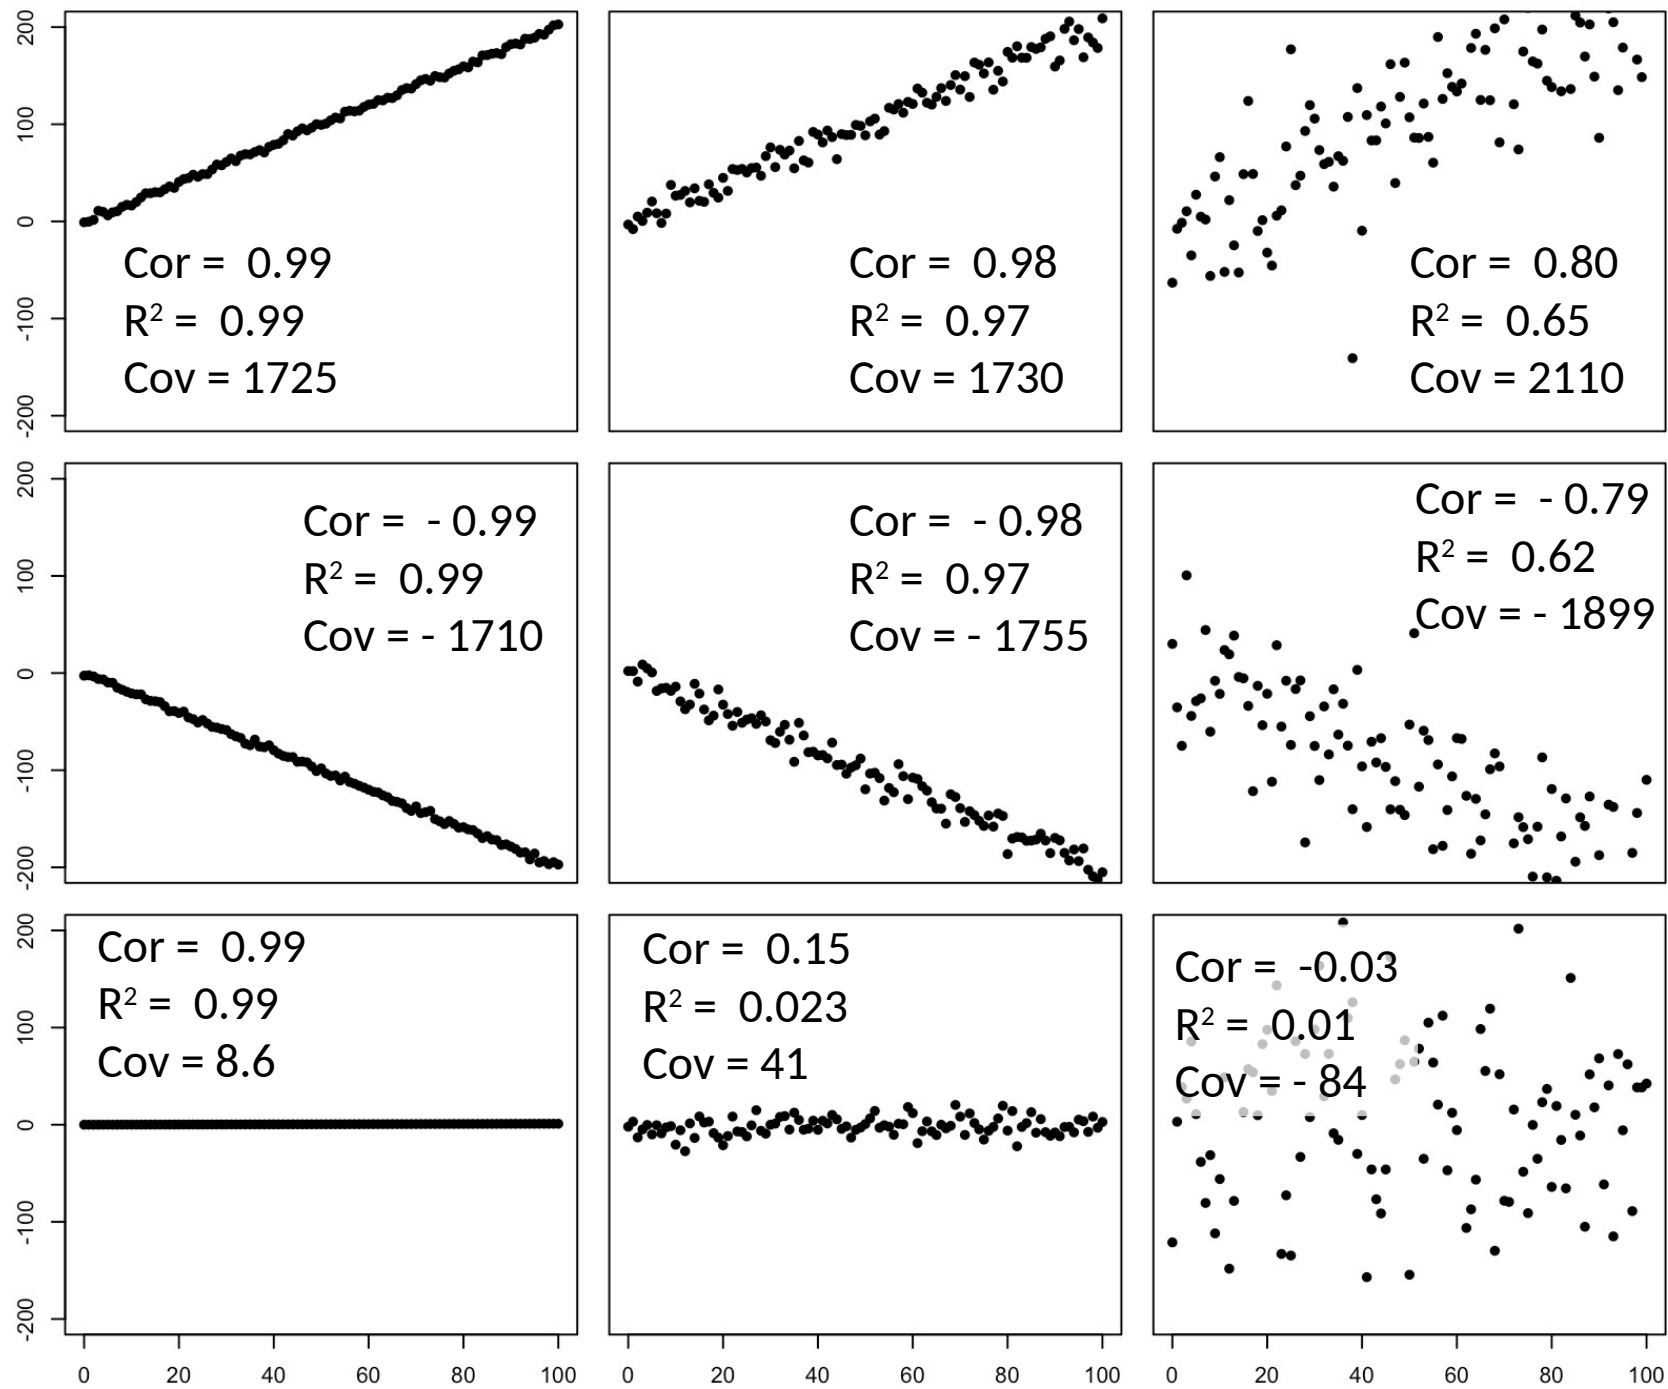 200
100
0
-100
-200
Cor = 0.99
R² = 0.99
Cov = 1725
Cor = 0.98
R² = 0.97
Cov = 1730
Cor = 0.80
R² = 0.65
Cov = 2110
200
100
0
-100
-200
Cor = - 0.99
R² = 0.99
Cov = - 1710
Cor = - 0.98
R² = 0.97
Cov = - 1755
Cor = - 0.79
R² = 0.62
Cov = - 1899
200
100
0
-100
-200
Cor = 0.99
R² = 0.99
Cov = 8.6
Cor = 0.15
R² = 0.023
Cov = 41
Cor = -0.03
R² = 0.01
Cov = - 84
0 20 40 60 80 100
0 20 40 60 80 100
0 20 40 60 80 100